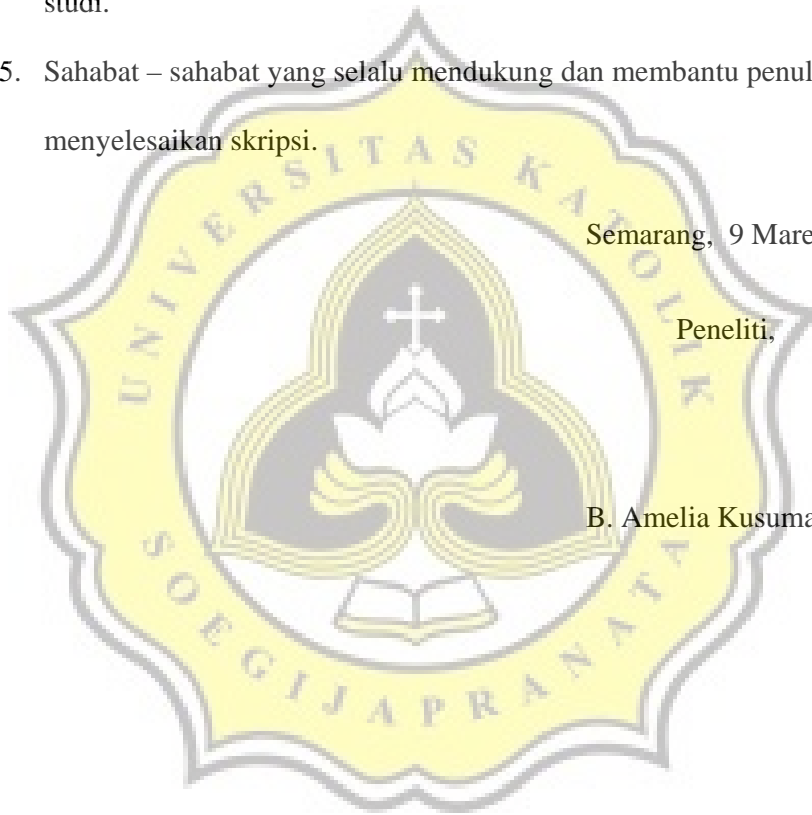 studi.
5. Sahabat – sahabat yang selalu mendukung dan membantu penul
menyelesaikan skripsi.
UNIVERSITAS KATOLIK
Semarang, 9 Mare
Peneliti,
B. Amelia Kusuma
SOEGIJAPRANATA